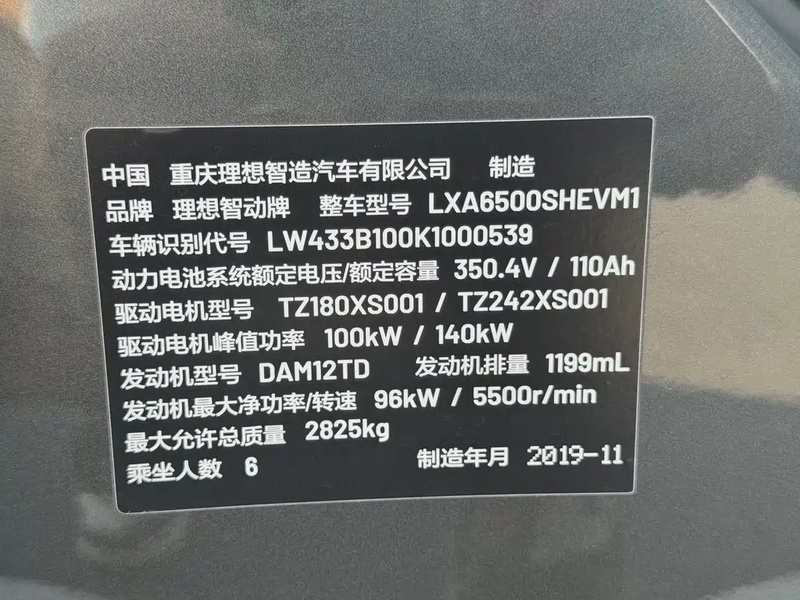 中国 重庆理想智造汽车有限公司 制造
品牌 理想智动牌 整车型号 LXA6500SHEVM1
车辆识别代号 LW433B100K1000539
动力电池系统额定电压/额定容量 350.4V / 110Ah
驱动电机型号 TZ180XS001 / TZ242XS001
驱动电机峰值功率 100kW / 140kW
发动机型号 DAM12TD 发动机排量 1199mL
发动机最大净功率/转速 96kW / 5500r/min
最大允许总质量 2825kg
乘坐人数 6 制造年月 2019-11